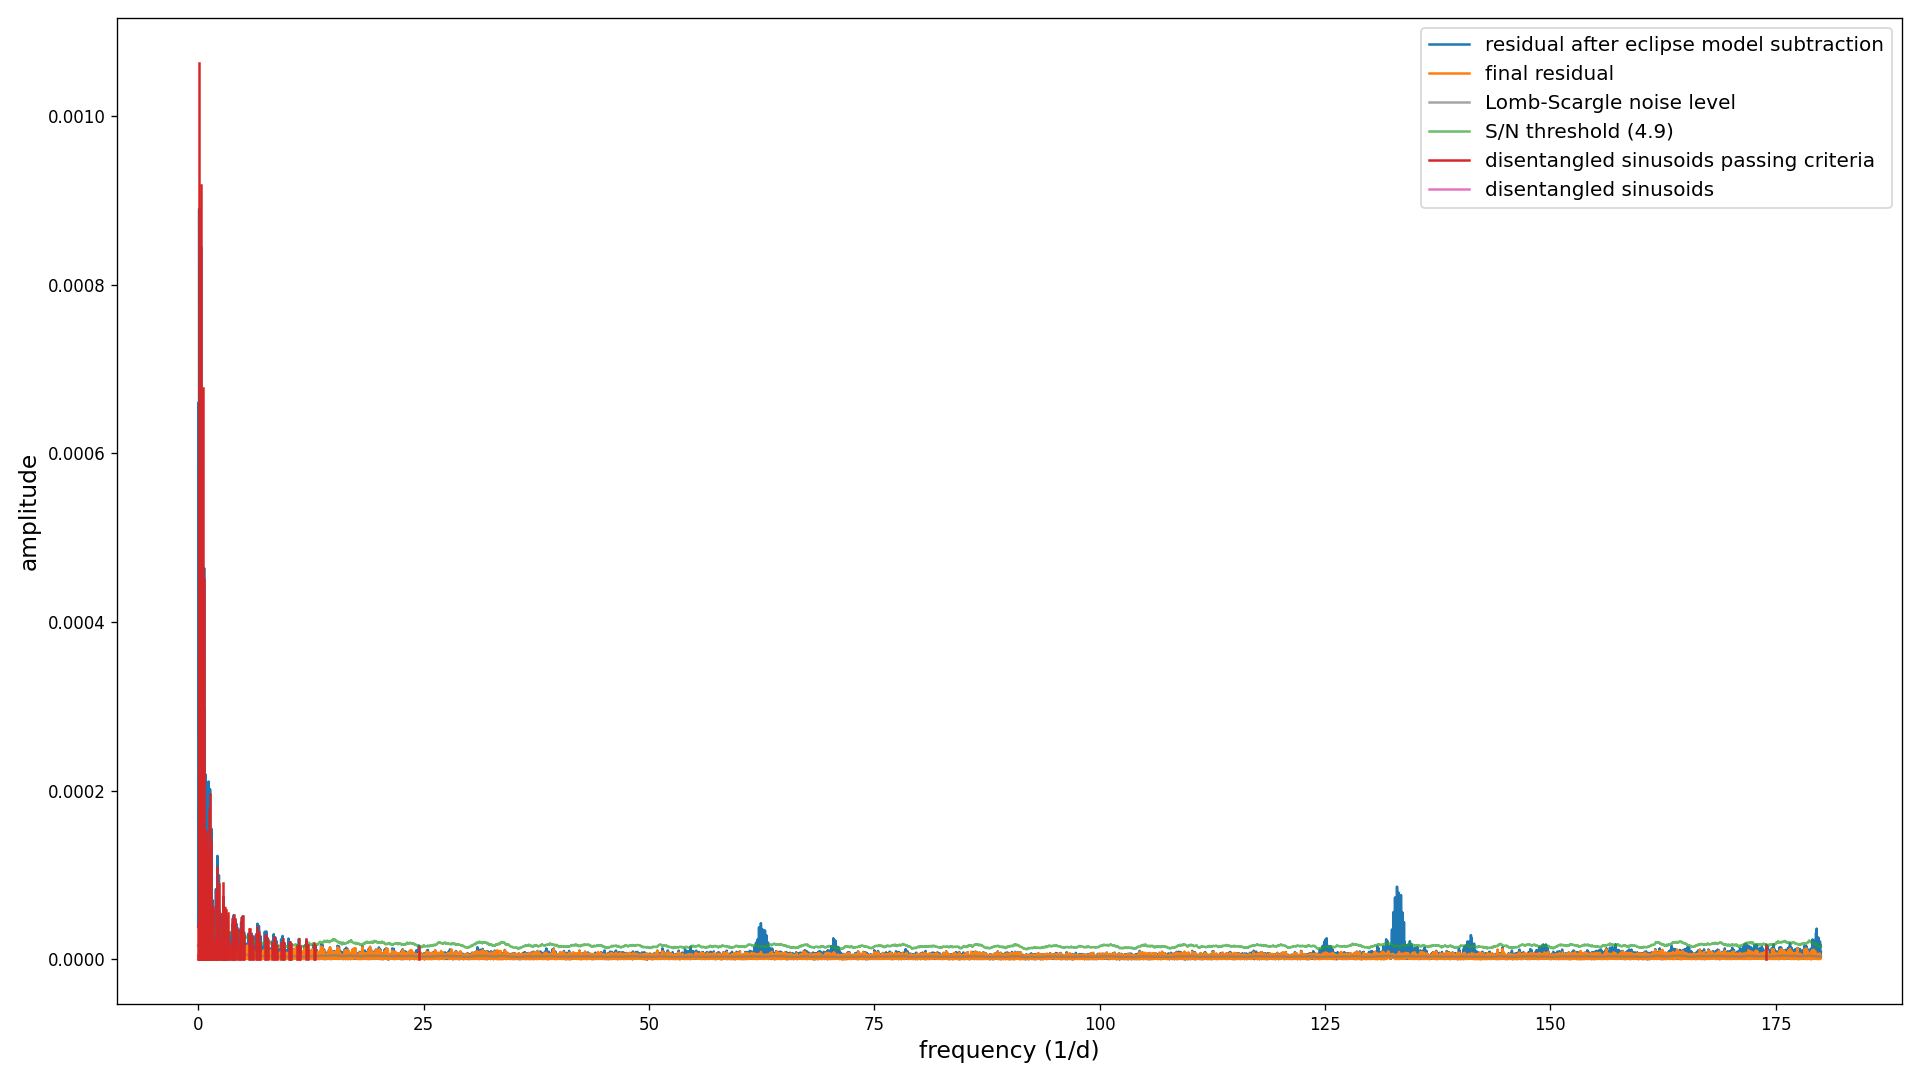 residual after eclipse model subtraction
final residual
Lomb-Scargle noise level
S/N threshold (4.9)
disentangled sinusoids passing criteria
disentangled sinusoids
0.0010
0.0008
0.0006
0.0004
0.0002
0.0000
amplitude
0 25 50 75 100 125 150 175
frequency (1/d)